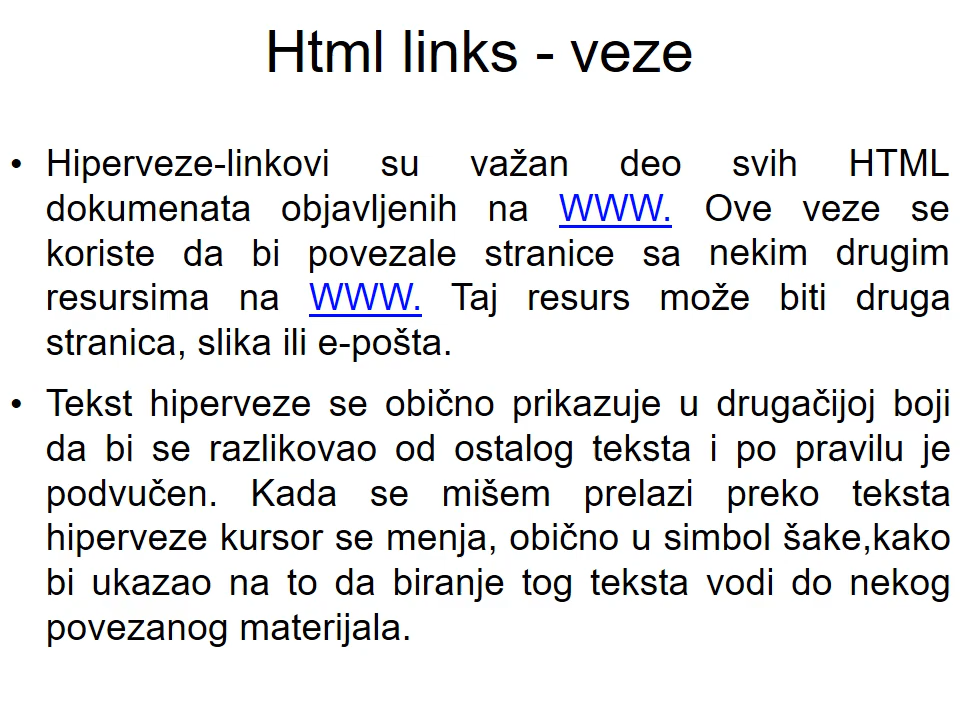 Html links - veze
• Hiperveze-linkovi su važan deo svih HTML
dokumenata objavljenih na WWW. Ove veze se
koriste da bi povezale stranice sa nekim drugim
resursima na WWW. Taj resurs može biti druga
stranica, slika ili e-pošta.
• Tekst hiperveze se obično prikazuje u drugačijoj boji
da bi se razlikovao od ostalog teksta i po pravilu je
podvučen. Kada se mišem prelazi preko teksta
hiperveze kursor se menja, obično u simbol šake,kako
bi ukazao na to da biranje tog teksta vodi do nekog
povezanog materijala.